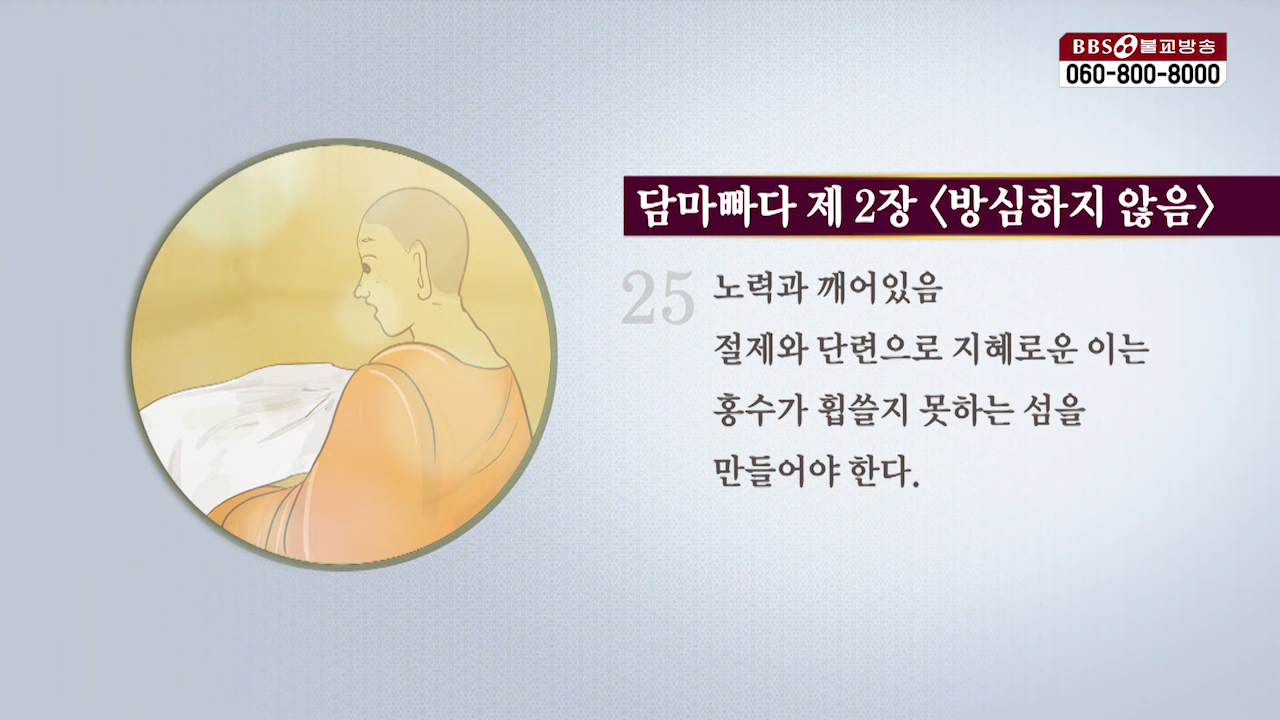 BBS불교방송
060-800-8000
담마빠다 제 2장 〈방심하지 않음〉
25 노력과 깨어있음
절제와 단련으로 지혜로운 이는
홍수가 휩쓸지 못하는 섬을
만들어야 한다.